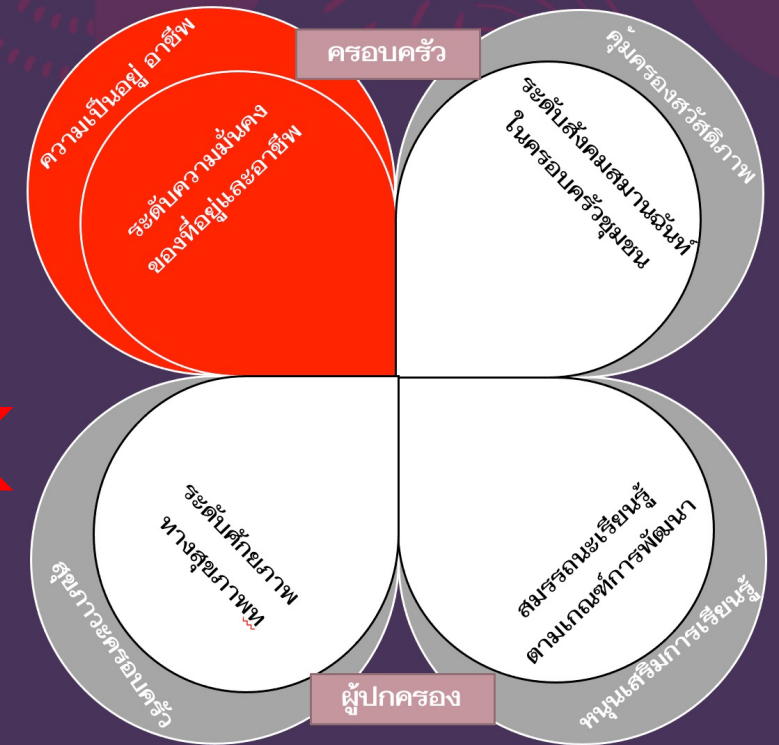 ครอบครัว
ความเป็นอยู่ อาชีพ
ระดับความมั่นคง
ของที่อยู่และอาชีพ
คุ้มครองสวัสดิภาพ
ระดับสังคมสมานฉันท์
ในครอบครัวชุมชน
ระดับศักยภาพ
ทางสุขภาพท
สุขภาวะครอบครัว
สมรรถนะเรียนรู้
ตามเกณฑ์การพัฒนา
หนุนเสริมการเรียนรู้
ผู้ปกครอง